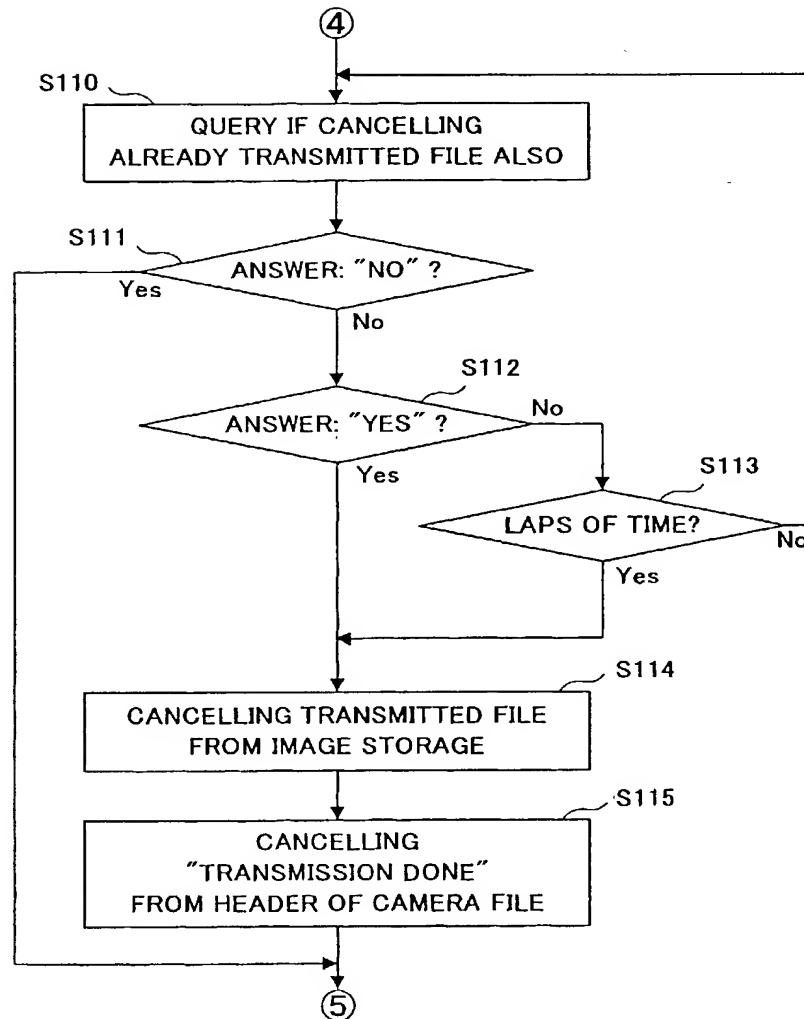 ④
S110
QUERY IF CANCELLING
ALREADY TRANSMITTED FILE ALSO
S111
ANSWER: "NO" ?
Yes
No
S112
ANSWER: "YES" ?
No
Yes
S113
LAPS OF TIME?
No
Yes
S114
CANCELLING TRANSMITTED FILE
FROM IMAGE STORAGE
S115
CANCELLING
"TRANSMISSION DONE"
FROM HEADER OF CAMERA FILE
⑤